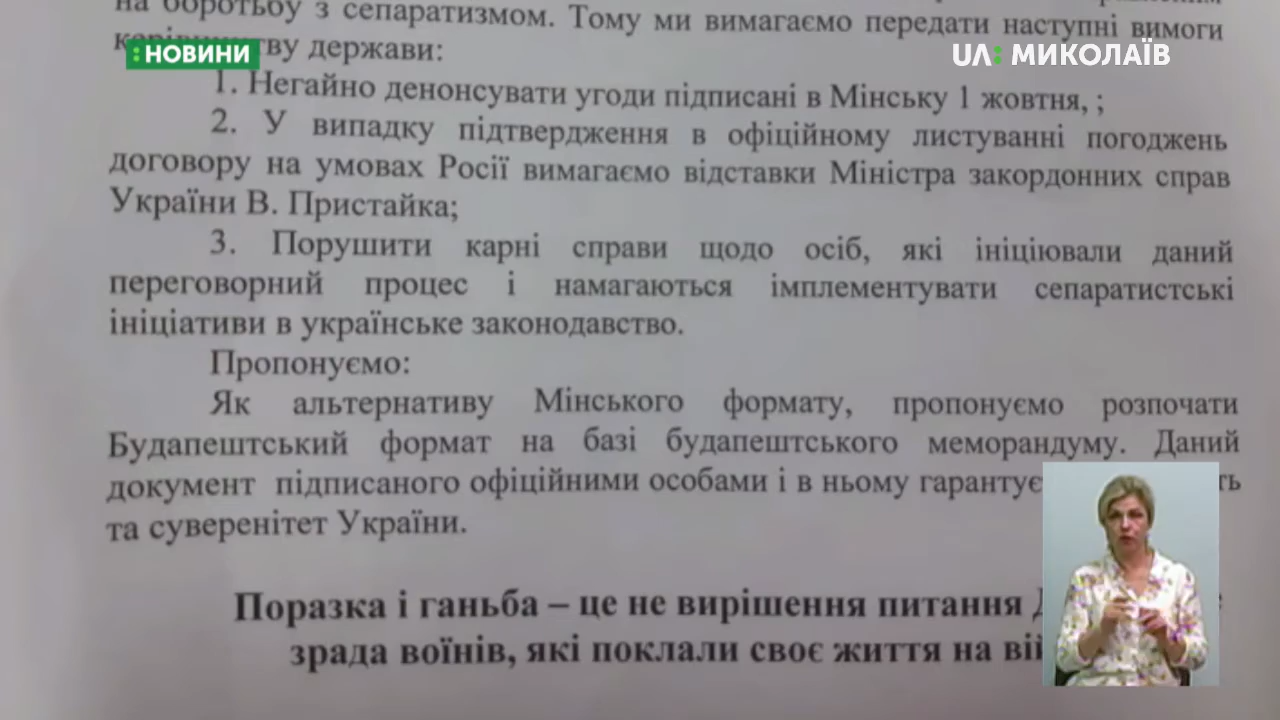 на боротьбу з сепаратизмом. Тому ми вимагаємо передати наступні вимоги
держави:
:НОВИНИ
UA: МИКОЛАЇВ
1. Негайно денонсувати угоди підписані в Мінську 1 жовтня, ;
2. У випадку підтвердження в офіційному листуванні погоджень
договору на умовах Росії вимагаємо відставки Міністра закордонних справ
України В. Пристайка;
3. Порушити карні справи щодо осіб, які ініціювали даний
переговорний процес і намагаються імплементувати сепаратистські
ініціативи в українське законодавство.
Пропонуємо:
Як альтернативу Мінського формату, пропонуємо розпочати
Будапештський формат на базі будапештського меморандуму. Даний
документ підписаного офіційними особами і в ньому гарантує
та суверенітет України.
Поразка і ганьба – це не вирішення питання
зрада воїнів, які поклали своє життя на